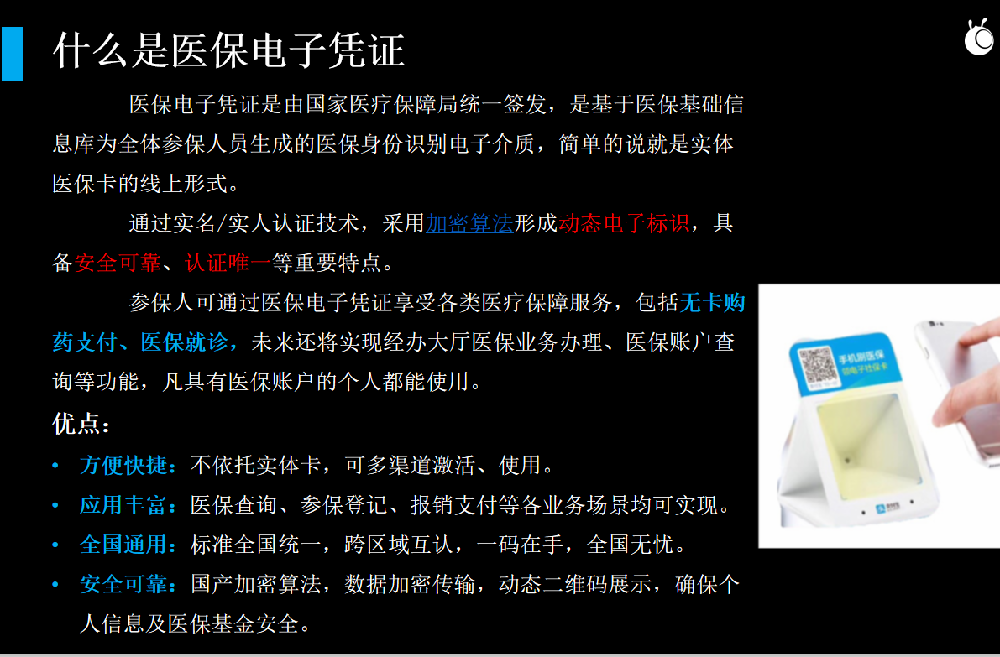 什么是医保电子凭证
医保电子凭证是由国家医疗保障局统一签发，是基于医保基础信
息库为全体参保人员生成的医保身份识别电子介质，简单的说就是实体
医保卡的线上形式。
通过实名/实人认证技术，采用加密算法形成动态电子标识，具
备安全可靠、认证唯一等重要特点。
参保人可通过医保电子凭证享受各类医疗保障服务，包括无卡购
药支付、医保就诊，未来还将实现经办大厅医保业务办理、医保账户查
询等功能，凡具有医保账户的个人都能使用。
优点：
• 方便快捷：不依托实体卡，可多渠道激活、使用。
• 应用丰富：医保查询、参保登记、报销支付等各业务场景均可实现。
• 全国通用：标准全国统一，跨区域互认，一码在手，全国无忧。
• 安全可靠：国产加密算法，数据加密传输，动态二维码展示，确保个
人信息及医保基金安全。
手机刷医保
领电子社保卡